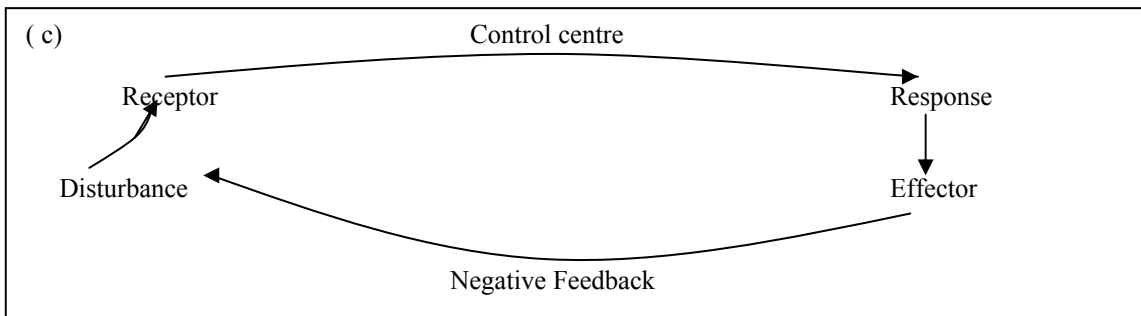 ( c)
Control centre
Receptor
Response
Disturbance
Effector
Negative Feedback